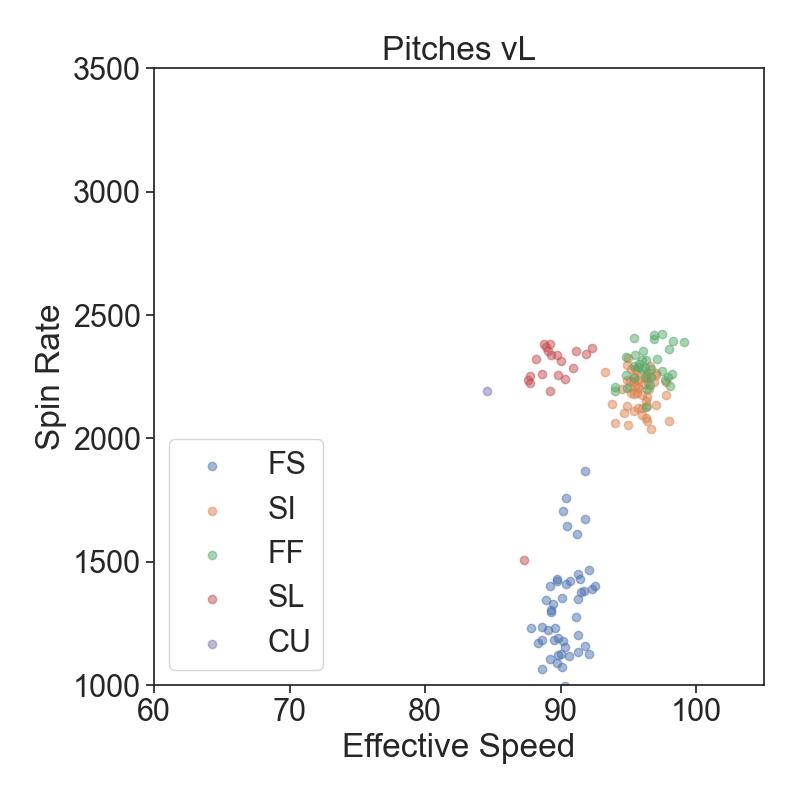 Pitches vL
3500
3000
2500
2000
1500
1000
Spin Rate
FS
SI
FF
SL
CU
60 70 80 90 100
Effective Speed